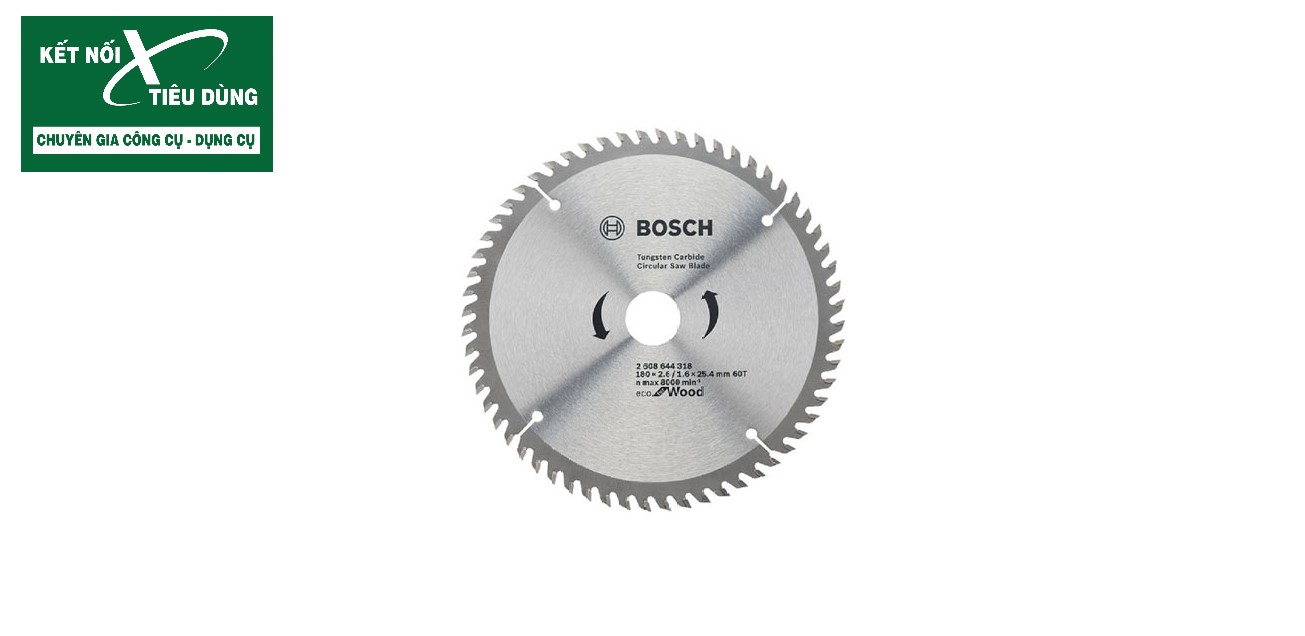 KẾT NỐI
TIÊU DÙNG
CHUYÊN GIA CÔNG CỤ - DỤNG CỤ
BOSCH
Tungsten Carbide
Circular Saw Blade
2 608 644 318
180 × 2.6 / 1.6 × 25.4 mm 60T
n max 8000 min⁻¹
eco for Wood